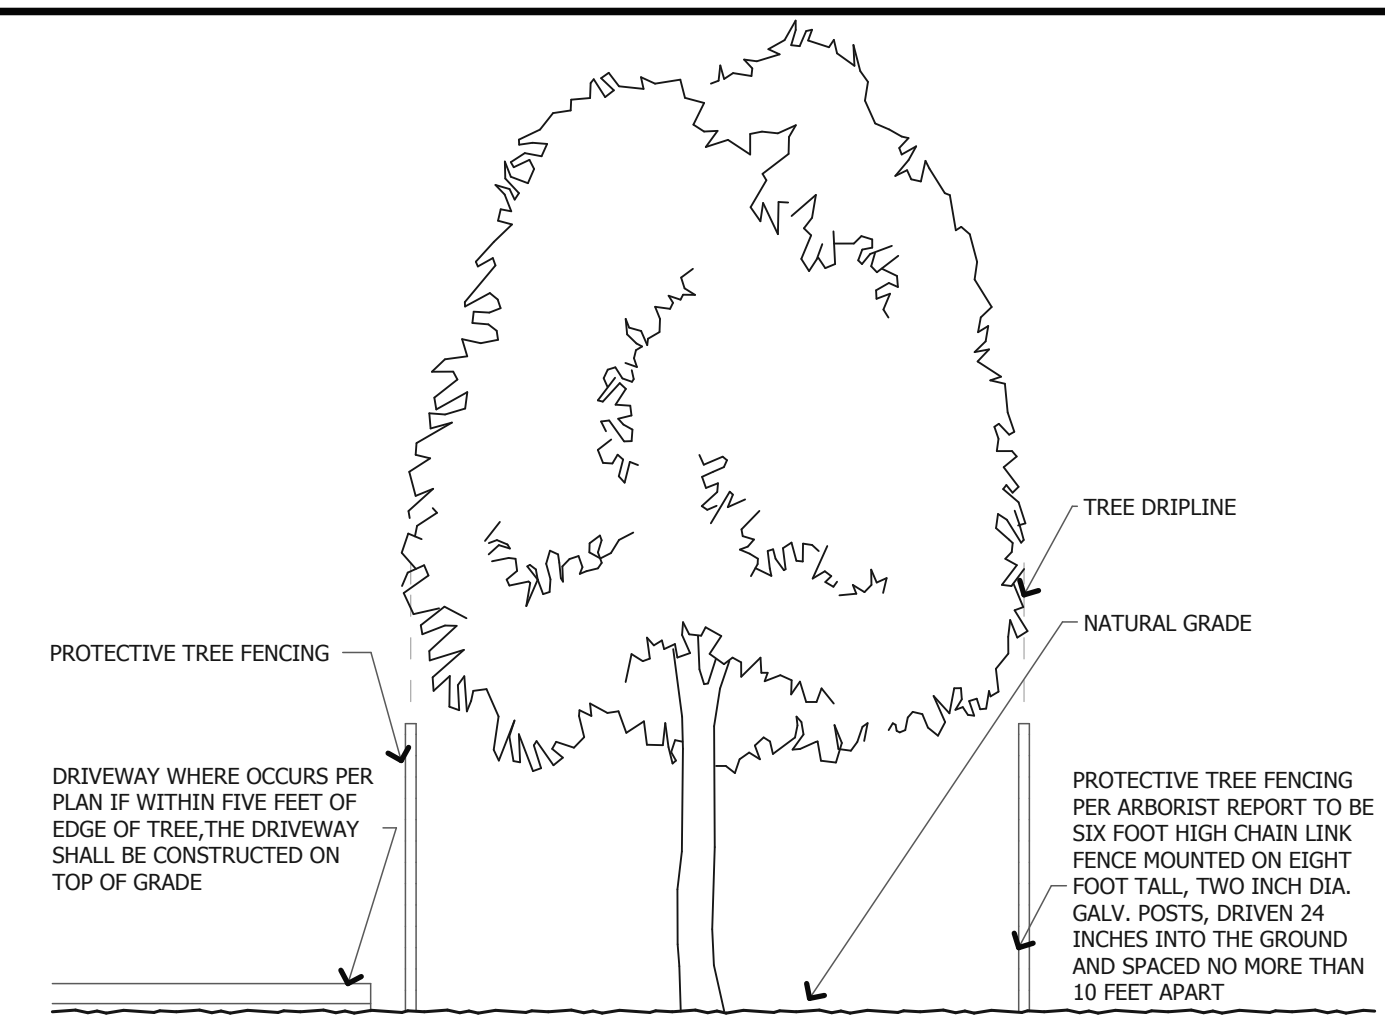 TREE DRIPLINE
NATURAL GRADE
PROTECTIVE TREE FENCING
DRIVEWAY WHERE OCCURS PER
PLAN IF WITHIN FIVE FEET OF
EDGE OF TREE,THE DRIVEWAY
SHALL BE CONSTRUCTED ON
TOP OF GRADE
PROTECTIVE TREE FENCING
PER ARBORIST REPORT TO BE
SIX FOOT HIGH CHAIN LINK
FENCE MOUNTED ON EIGHT
FOOT TALL, TWO INCH DIA.
GALV. POSTS, DRIVEN 24
INCHES INTO THE GROUND
AND SPACED NO MORE THAN
10 FEET APART